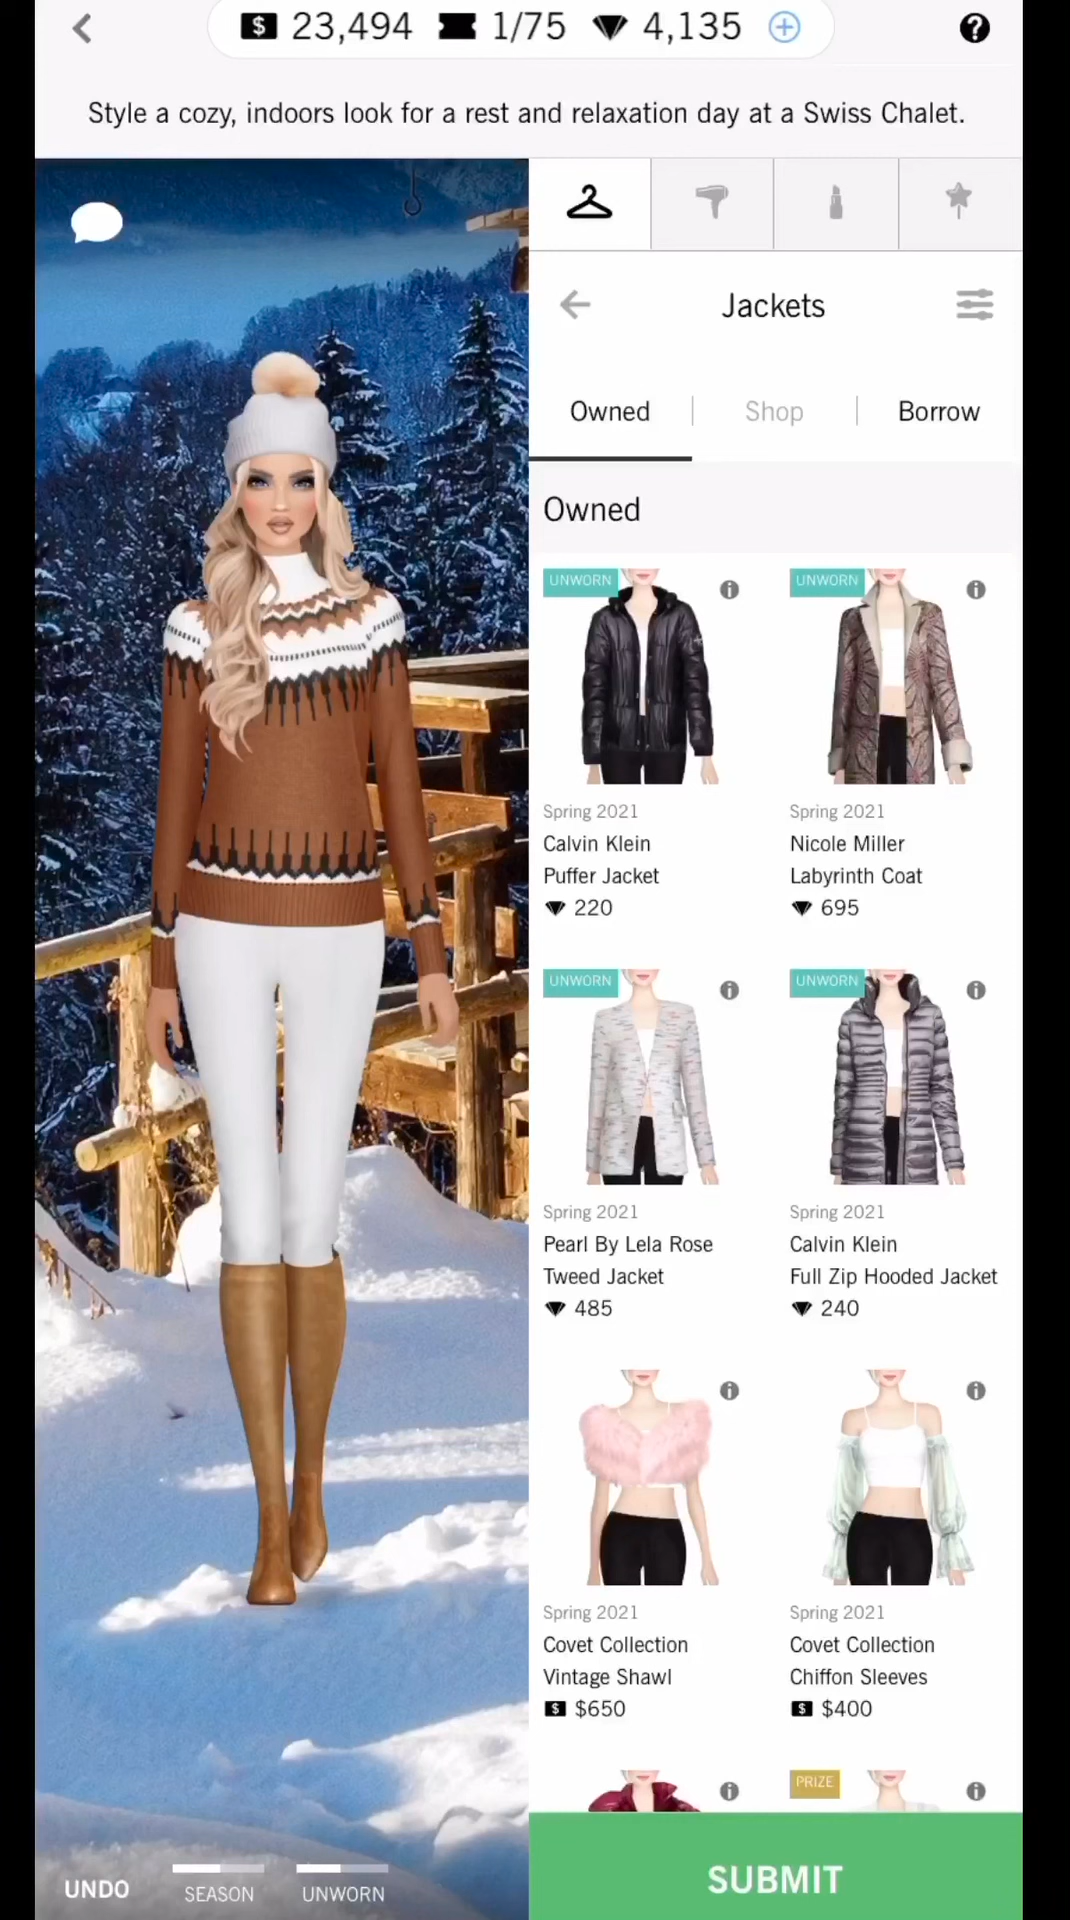 $ 23,494 1/75 4,135 + ?
Style a cozy, indoors look for a rest and relaxation day at a Swiss Chalet.
Jackets
Owned Shop Borrow
Owned
UNWORN i UNWORN i
Spring 2021 Spring 2021
Calvin Klein Nicole Miller
Puffer Jacket Labyrinth Coat
220 695
UNWORN i UNWORN i
Spring 2021 Spring 2021
Pearl By Lela Rose Calvin Klein
Tweed Jacket Full Zip Hooded Jacket
485 240
i i
Spring 2021 Spring 2021
Covet Collection Covet Collection
Vintage Shawl Chiffon Sleeves
$ $650 $ $400
i PRIZE i
UNDO SEASON UNWORN SUBMIT